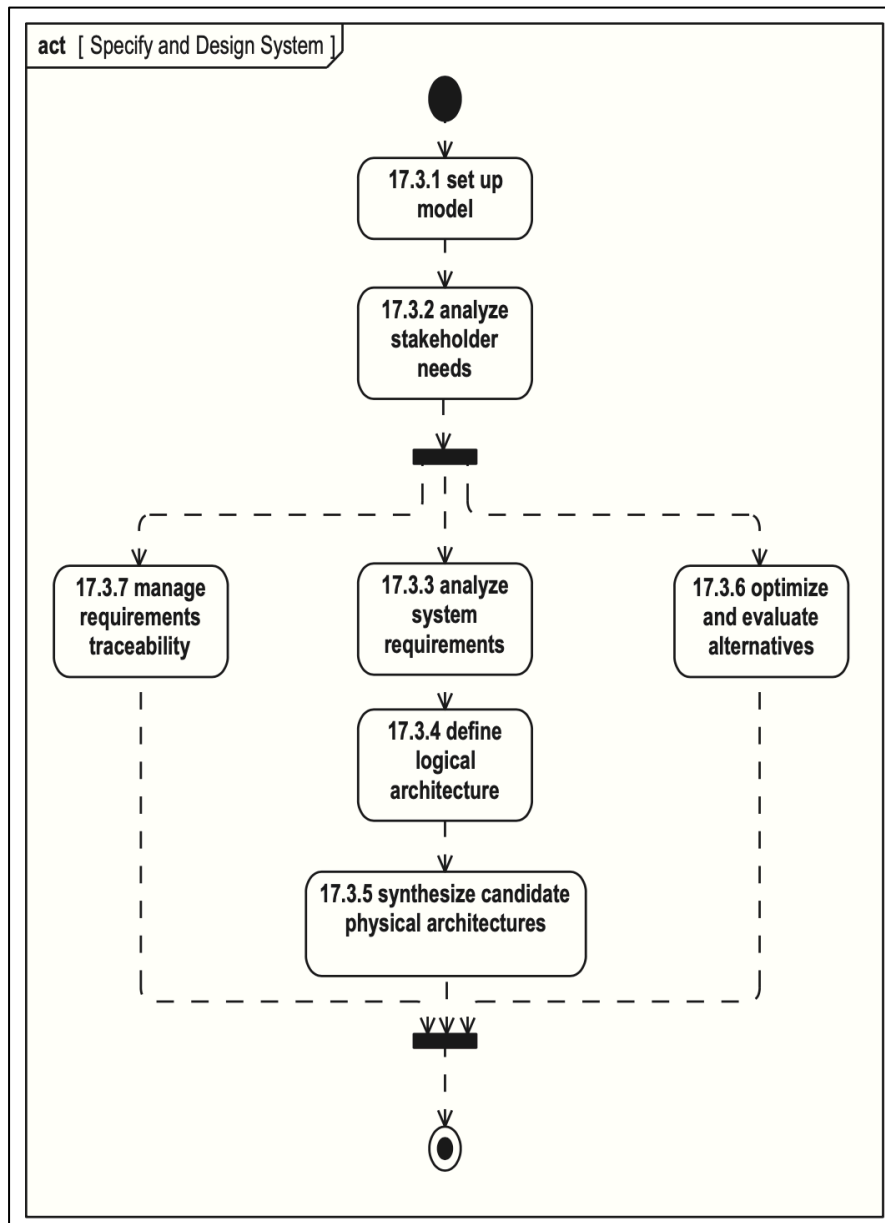 act [ Specify and Design System ]
17.3.1 set up
model
17.3.2 analyze
stakeholder
needs
17.3.7 manage
requirements
traceability
17.3.3 analyze
system
requirements
17.3.6 optimize
and evaluate
alternatives
17.3.4 define
logical
architecture
17.3.5 synthesize candidate
physical architectures